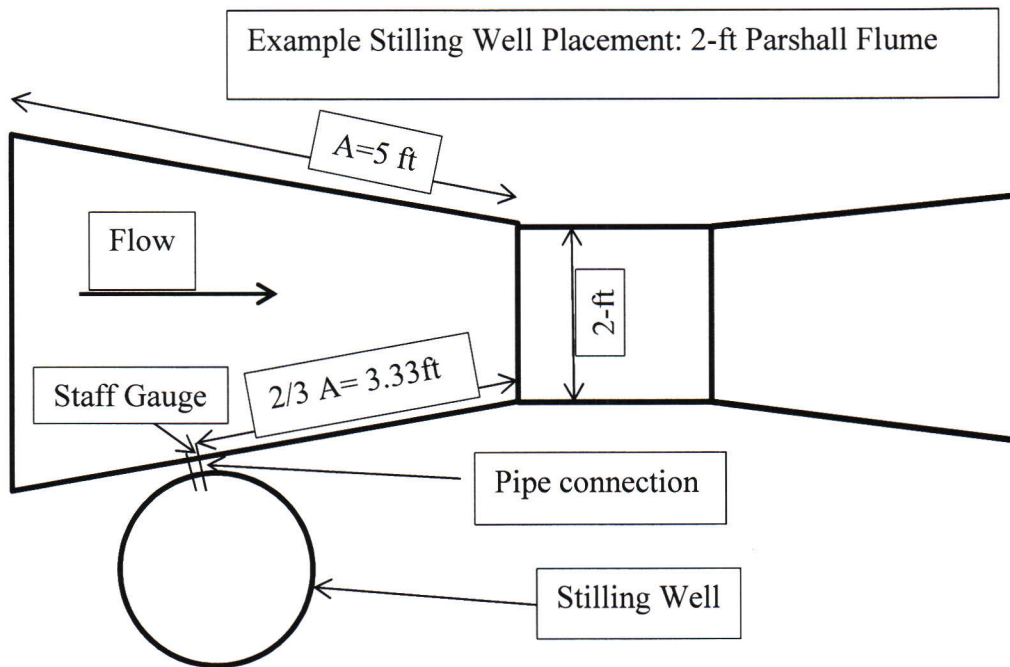 Example Stilling Well Placement: 2-ft Parshall Flume
A=5 ft
Flow
2-ft
2/3 A= 3.33ft
Staff Gauge
Pipe connection
Stilling Well